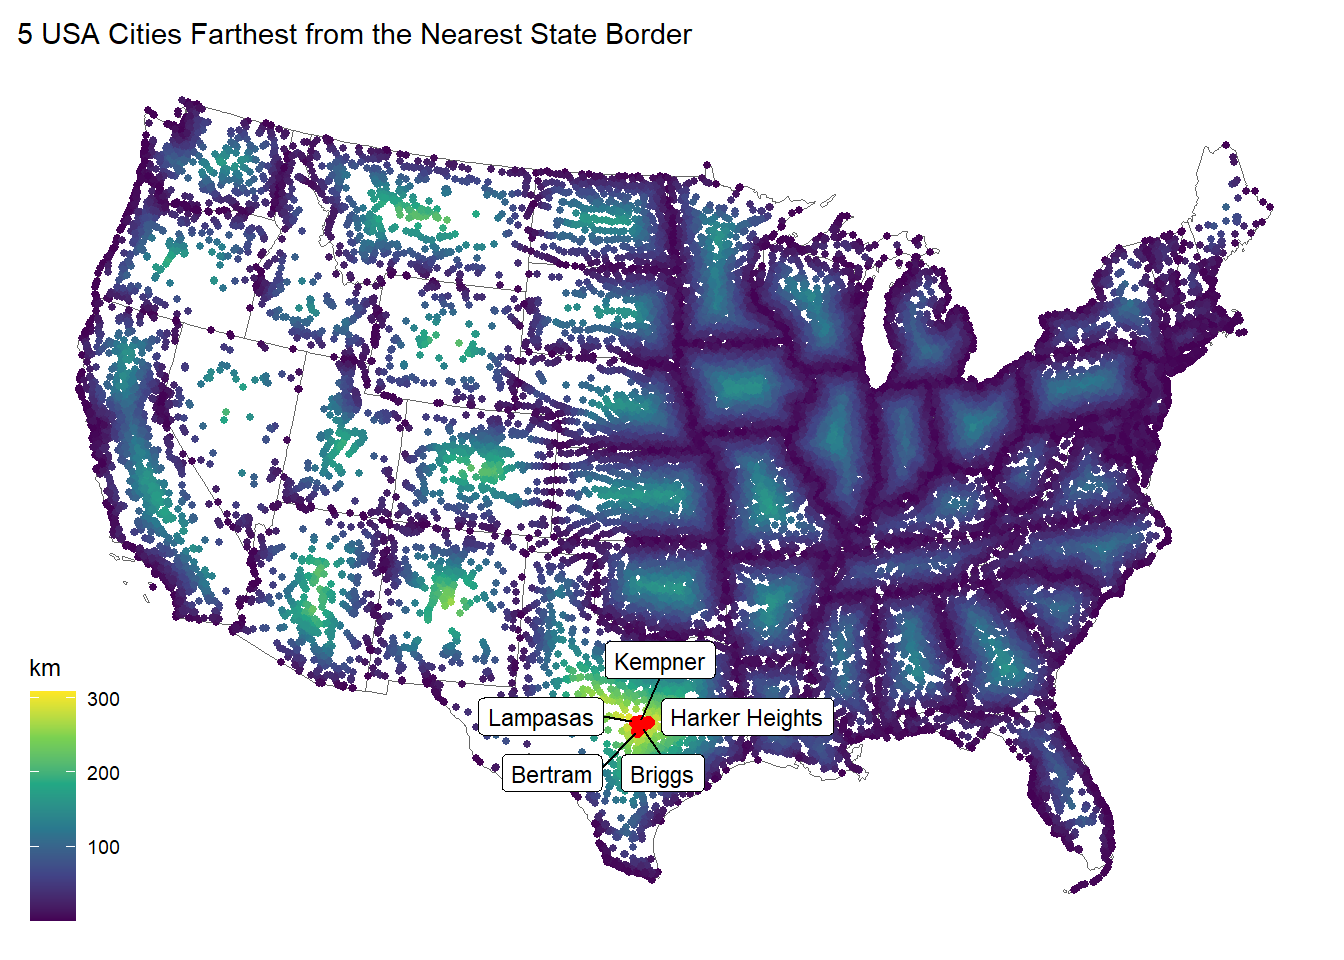 5 USA Cities Farthest from the Nearest State Border
Kempner
Lampasas
Harker Heights
Bertram
Briggs
km
300
200
100